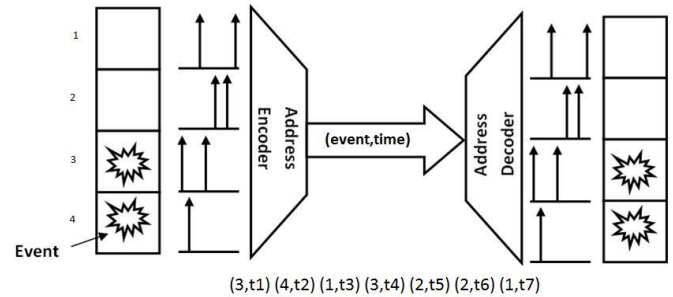 1
2
3
4
Event
Address
Encoder
(event,time)
Address
Decoder
(3,t1) (4,t2) (1,t3) (3,t4) (2,t5) (2,t6) (1,t7)